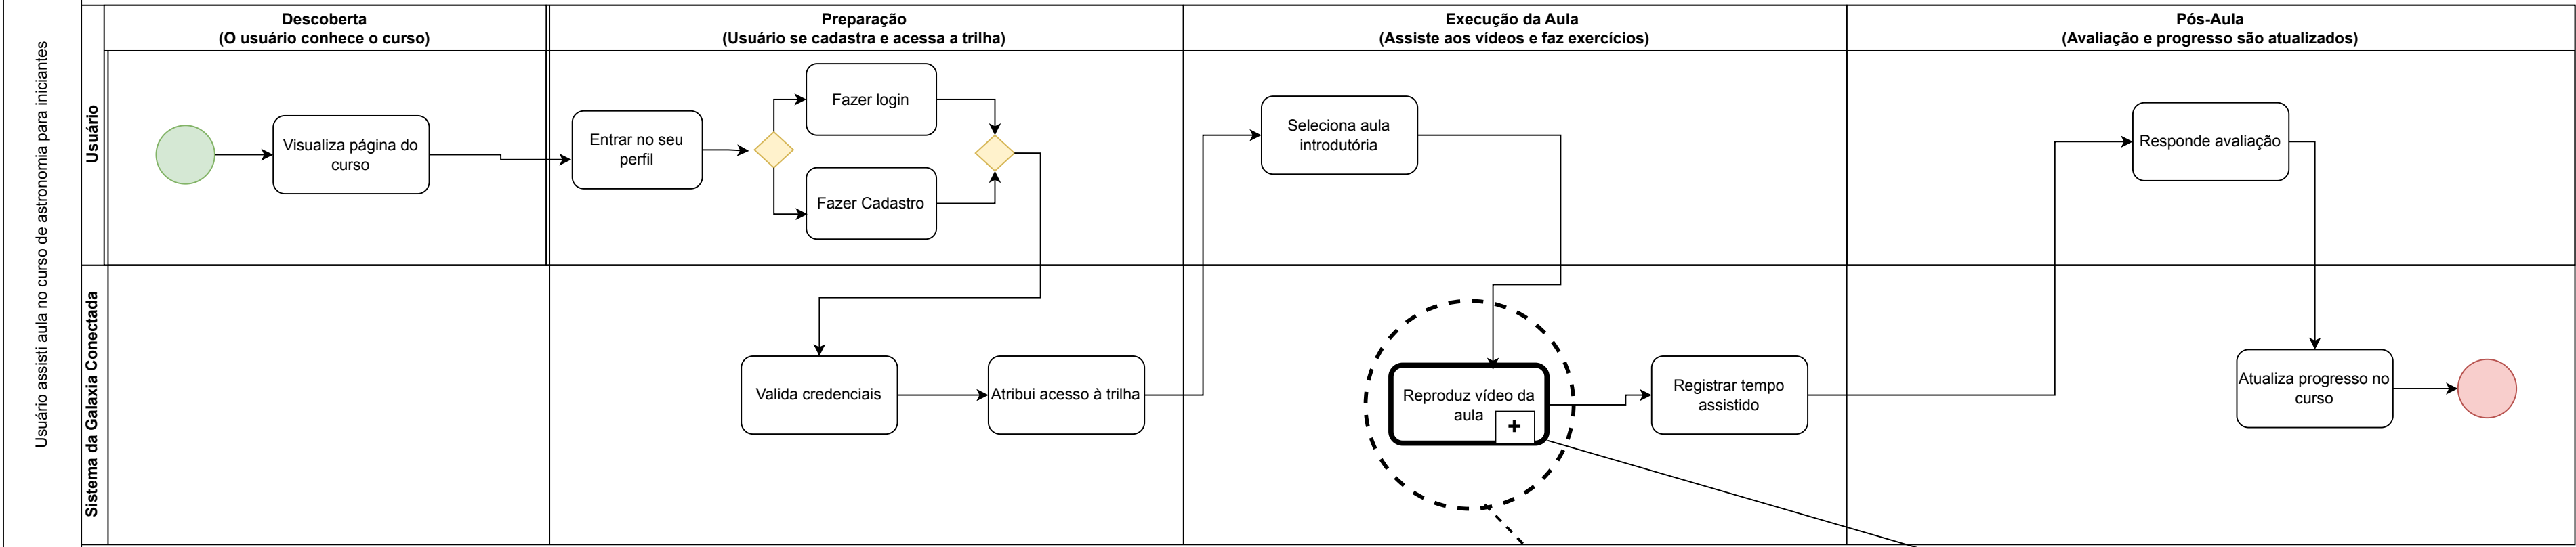 Usuário assisti aula no curso de astronomia para iniciantes
Descoberta
(O usuário conhece o curso)
Preparação
(Usuário se cadastra e acessa a trilha)
Execução da Aula
(Assiste aos vídeos e faz exercícios)
Pós-Aula
(Avaliação e progresso são atualizados)
Usuário
Visualiza página do
curso
Entrar no seu
perfil
Fazer login
Fazer Cadastro
Seleciona aula
introdutória
Responde avaliação
Sistema da Galaxia Conectada
Valida credenciais
Atribui acesso à trilha
Reproduz vídeo da
aula
+
Registrar tempo
assistido
Atualiza progresso no
curso